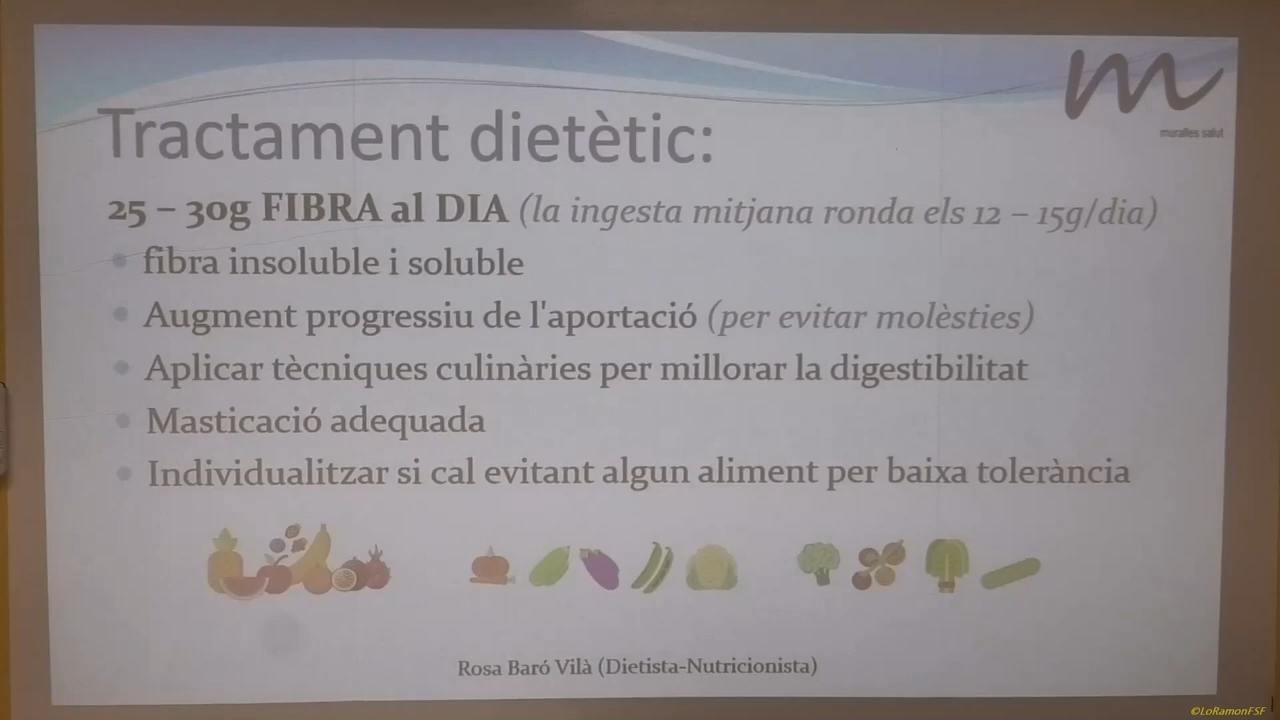 muralles salut
Tractament dietètic:
25 – 30g FIBRA al DIA (la ingesta mitjana ronda els 12 – 15g/dia)
fibra insoluble i soluble
Augment progressiu de l'aportació (per evitar molèsties)
Aplicar tècniques culinàries per millorar la digestibilitat
Masticació adequada
Individualitzar si cal evitant algun aliment per baixa tolerància
Rosa Baró Vilà (Dietista-Nutricionista)
©LoRamonFSF